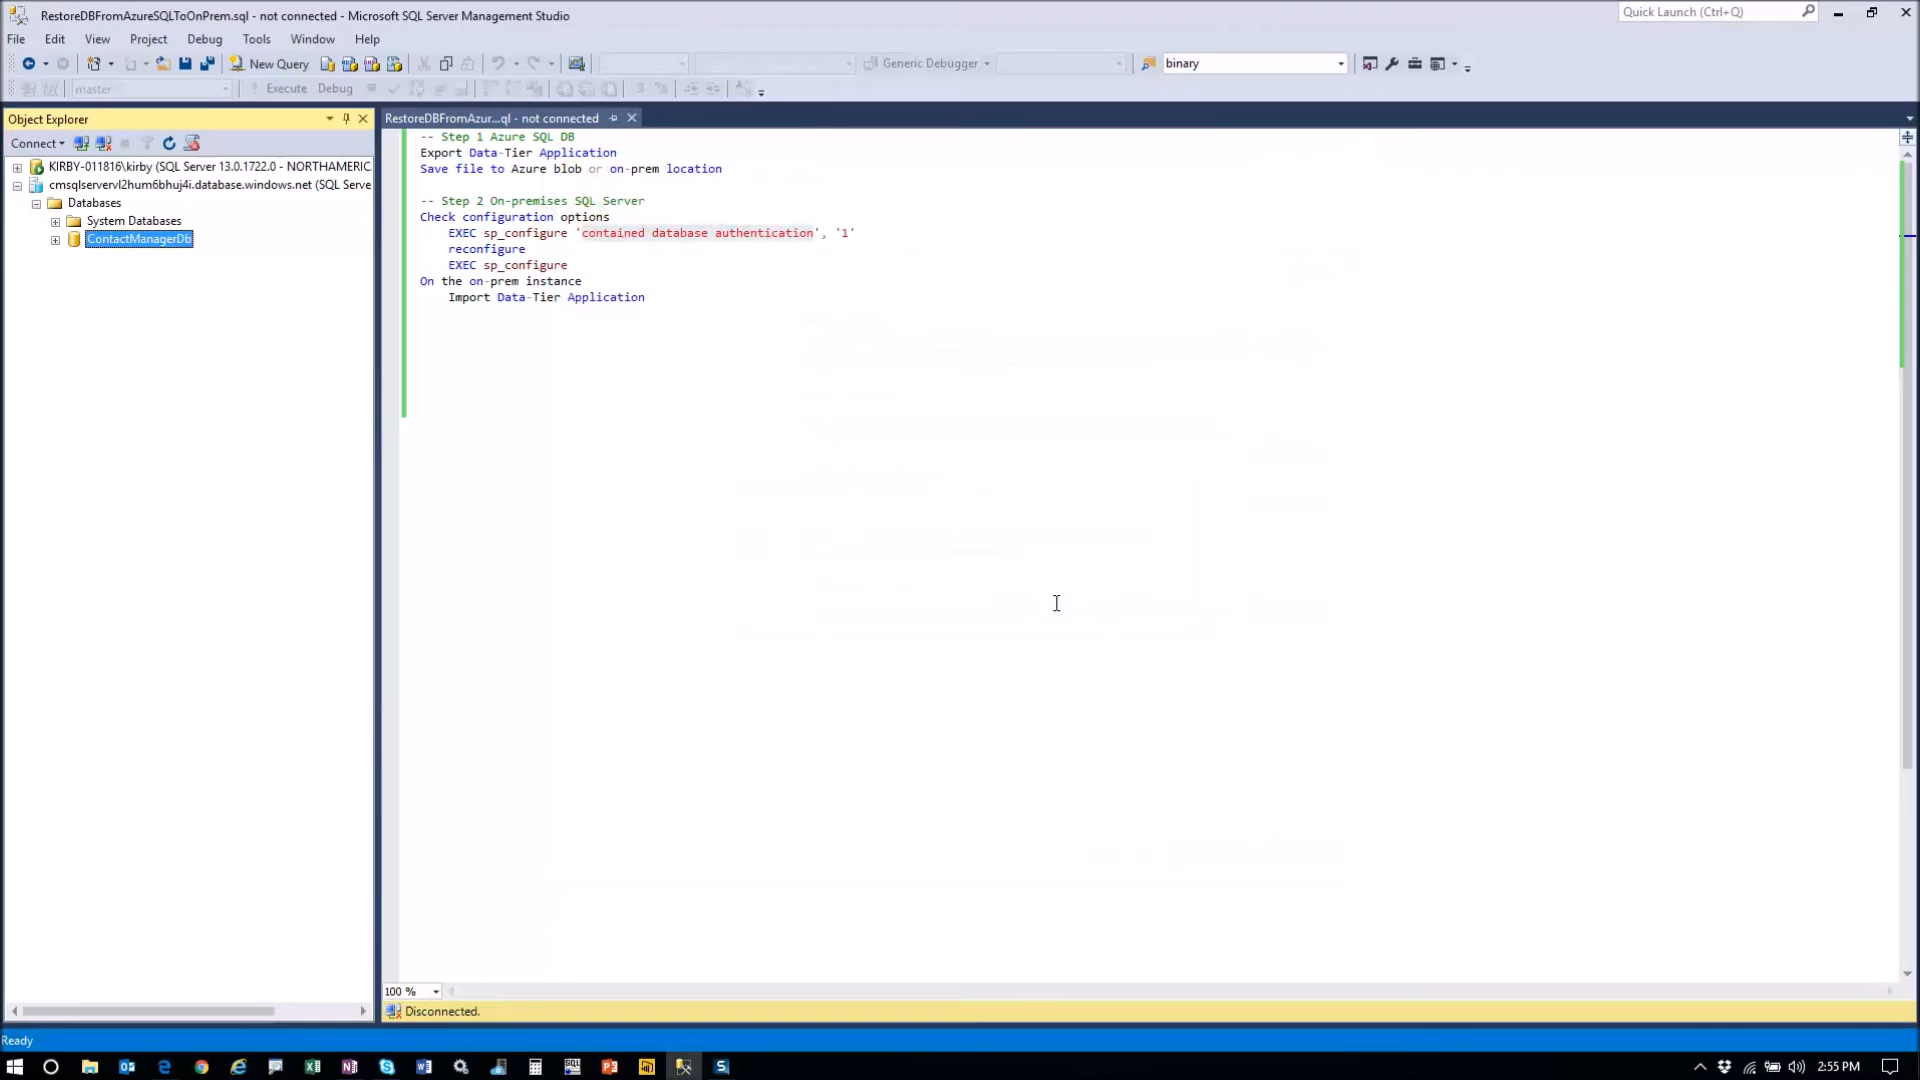 RestoreDBFromAzureSQLToOnPrem.sql - not connected - Microsoft SQL Server Management Studio
Quick Launch (Ctrl+Q)
File Edit View Project Debug Tools Window Help
New Query
Generic Debugger
binary
master
Execute Debug
Object Explorer
RestoreDBFromAzur...ql - not connected
Connect
KIRBY-011816\kirby (SQL Server 13.0.1722.0 - NORTHAMERIC
cmsqlservervl2hum6bhuj4i.database.windows.net (SQL Serve
Databases
System Databases
ContactManagerDb
-- Step 1 Azure SQL DB
Export Data-Tier Application
Save file to Azure blob or on-prem location
-- Step 2 On-premises SQL Server
Check configuration options
EXEC sp_configure 'contained database authentication', '1'
reconfigure
EXEC sp_configure
On the on-prem instance
Import Data-Tier Application
100 %
Disconnected.
Ready
2:55 PM